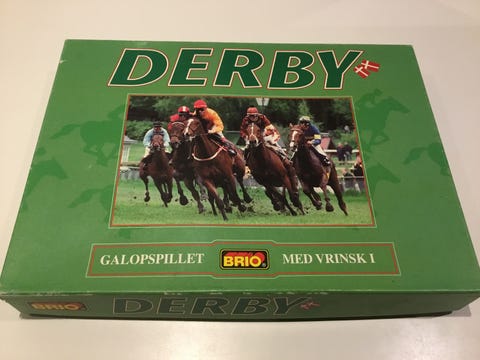 DERBY
GALOPSPILLET BRIO® MED VRINSK I
BRIO DERBY